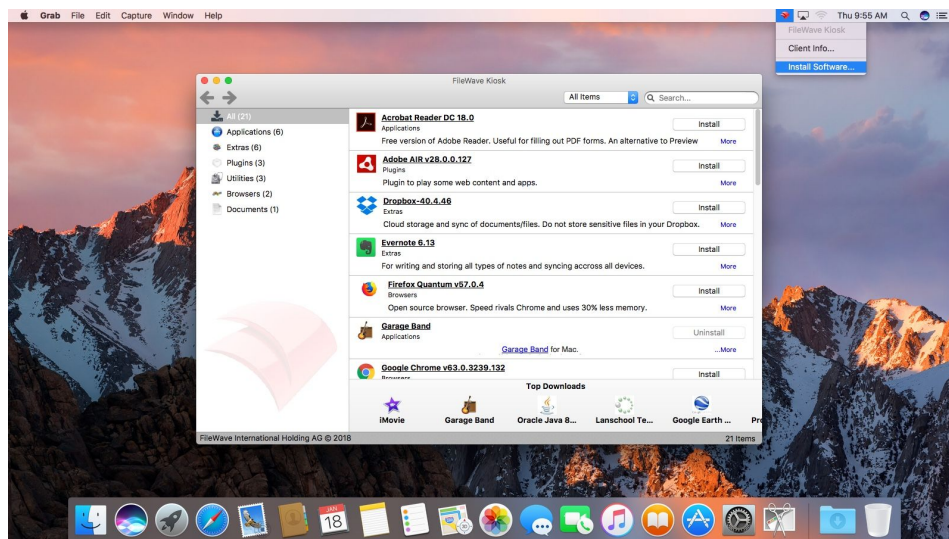 Grab File Edit Capture Window Help
Thu 9:55 AM
FileWave Kiosk
Client Info...
Install Software...
FileWave Kiosk
All Items
Search...
All (21)
Applications (6)
Extras (6)
Plugins (3)
Utilities (3)
Browsers (2)
Documents (1)
Acrobat Reader DC 18.0
Applications
Install
Free version of Adobe Reader. Useful for filling out PDF forms. An alternative to Preview More
Adobe AIR v28.0.0.127
Plugins
Install
Plugin to play some web content and apps. More
Dropbox-40.4.46
Extras
Install
Cloud storage and sync of documents/files. Do not store sensitive files in your Dropbox. More
Evernote 6.13
Extras
Install
For writing and storing all types of notes and syncing accross all devices. More
Firefox Quantum v57.0.4
Browsers
Install
Open source browser. Speed rivals Chrome and uses 30% less memory. More
Garage Band
Applications
Uninstall
Garage Band for Mac. ...More
Google Chrome v63.0.3239.132
Browsers
Install
Top Downloads
iMovie Garage Band Oracle Java 8... Lanschool Te... Google Earth ... Pr
FileWave International Holding AG © 2018
21 Items
JAN
18